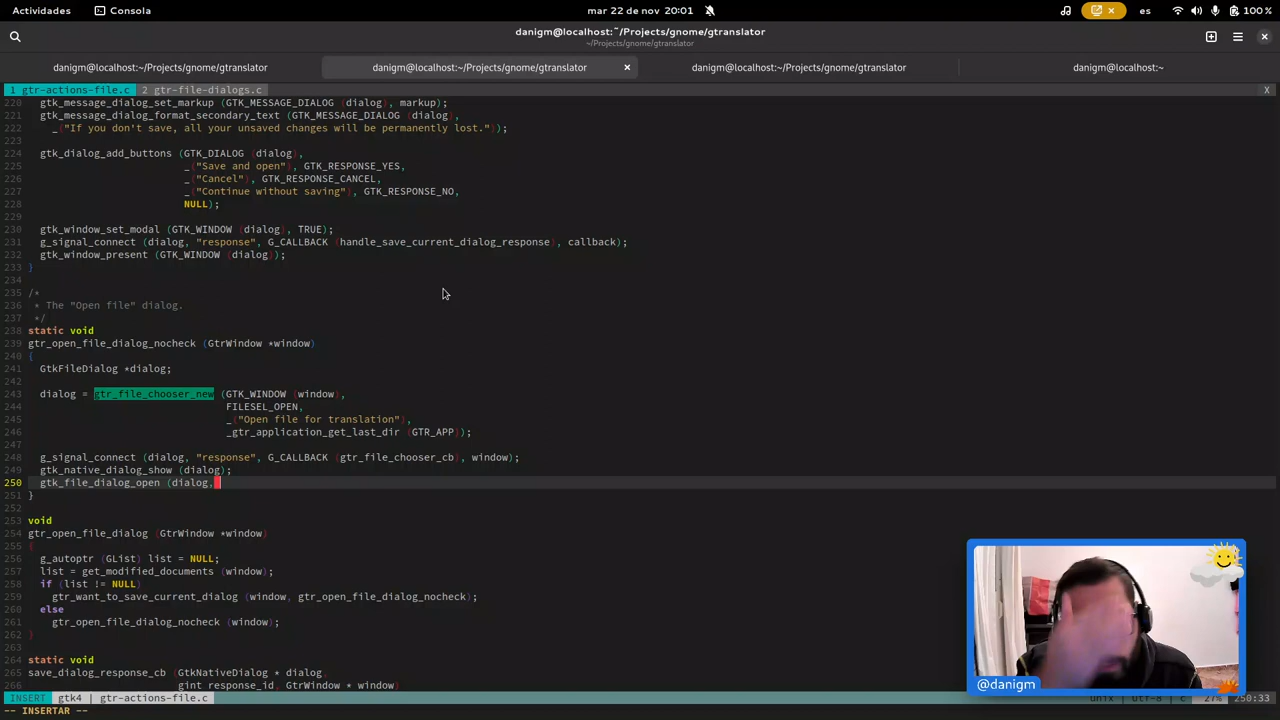 Actividades
Consola
mar 22 de nov 20:01
es
100 %
danigm@localhost:~/Projects/gnome/gtranslator
~/Projects/gnome/gtranslator
danigm@localhost:~/Projects/gnome/gtranslator
danigm@localhost:~/Projects/gnome/gtranslator
danigm@localhost:~/Projects/gnome/gtranslator
danigm@localhost:~
1 gtr-actions-file.c 2 gtr-file-dialogs.c X
220 gtk_message_dialog_set_markup (GTK_MESSAGE_DIALOG (dialog), markup);
221 gtk_message_dialog_format_secondary_text (GTK_MESSAGE_DIALOG (dialog),
222 _("If you don't save, all your unsaved changes will be permanently lost."));
223
224 gtk_dialog_add_buttons (GTK_DIALOG (dialog),
225 _("Save and open"), GTK_RESPONSE_YES,
226 _("Cancel"), GTK_RESPONSE_CANCEL,
227 _("Continue without saving"), GTK_RESPONSE_NO,
228 NULL);
229
230 gtk_window_set_modal (GTK_WINDOW (dialog), TRUE);
231 g_signal_connect (dialog, "response", G_CALLBACK (handle_save_current_dialog_response), callback);
232 gtk_window_present (GTK_WINDOW (dialog));
233 }
234
235 /*
236 * The "Open file" dialog.
237 */
238 static void
239 gtr_open_file_dialog_nocheck (GtrWindow *window)
240 {
241 GtkFileDialog *dialog;
242
243 dialog = gtr_file_chooser_new (GTK_WINDOW (window),
244 FILESEL_OPEN,
245 _("Open file for translation"),
246 _gtr_application_get_last_dir (GTR_APP));
247
248 g_signal_connect (dialog, "response", G_CALLBACK (gtr_file_chooser_cb), window);
249 gtk_native_dialog_show (dialog);
250 gtk_file_dialog_open (dialog,
251 }
252
253 void
254 gtr_open_file_dialog (GtrWindow *window)
255 {
256 g_autoptr (GList) list = NULL;
257 list = get_modified_documents (window);
258 if (list != NULL)
259 gtr_want_to_save_current_dialog (window, gtr_open_file_dialog_nocheck);
260 else
261 gtr_open_file_dialog_nocheck (window);
262 }
263
264 static void
265 save_dialog_response_cb (GtkNativeDialog * dialog,
266 gint response_id, GtrWindow * window)
@danigm
INSERT gtk4 | gtr-actions-file.c unix | utf-8 | c 27% 250:33
-- INSERTAR --